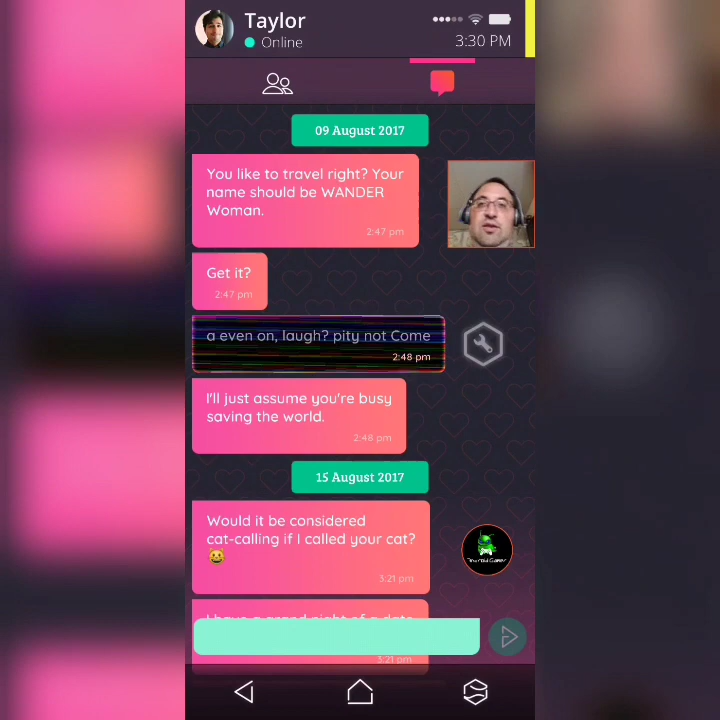 Taylor
Online
3:30 PM
09 August 2017
You like to travel right? Your
name should be WANDER
Woman.
2:47 pm
Get it?
2:47 pm
a even on, laugh? pity not Come
2:48 pm
I'll just assume you're busy
saving the world.
2:48 pm
15 August 2017
Would it be considered
cat-calling if I called your cat?
😹
3:21 pm
Android Gamer
3:21 pm